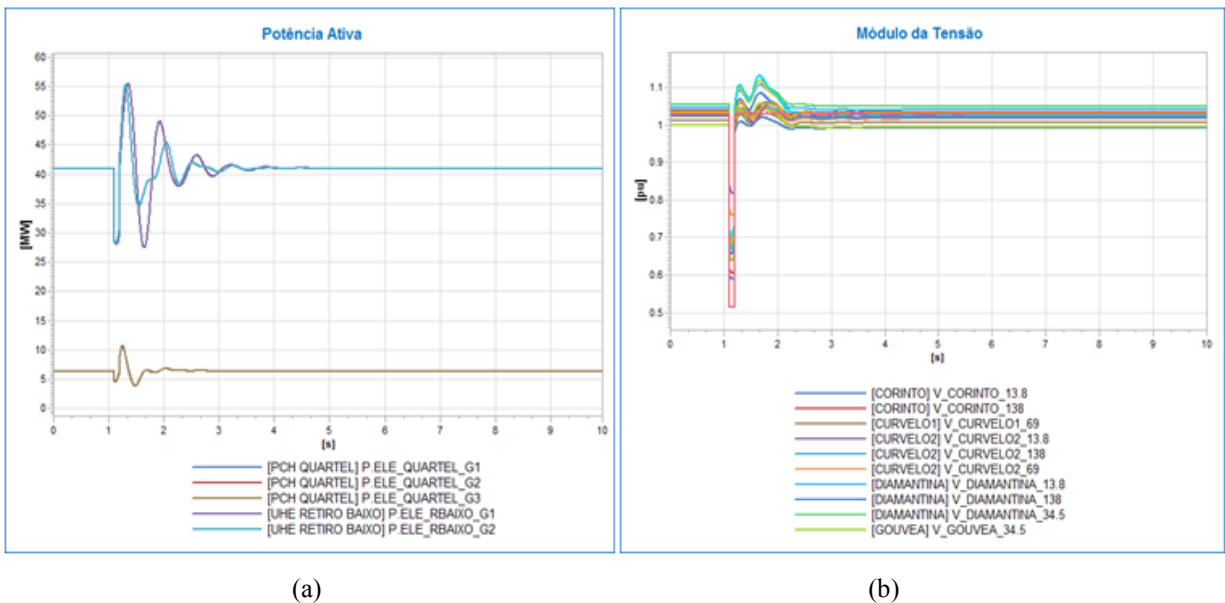 Potência Ativa
60
55
50
45
40
35
30
25
20
15
10
5
0
[MW]
0 1 2 3 4 5 6 7 8 9 10
[s]
[PCH QUARTEL] P.ELE_QUARTEL_G1
[PCH QUARTEL] P.ELE_QUARTEL_G2
[PCH QUARTEL] P.ELE_QUARTEL_G3
[UHE RETIRO BAIXO] P.ELE_RBAIXO_G1
[UHE RETIRO BAIXO] P.ELE_RBAIXO_G2
(a)
Módulo da Tensão
1.1
1
0.9
0.8
0.7
0.6
0.5
[pu]
0 1 2 3 4 5 6 7 8 9 10
[s]
[CORINTO] V_CORINTO_13.8
[CORINTO] V_CORINTO_138
[CURVELO1] V_CURVELO1_69
[CURVELO2] V_CURVELO2_13.8
[CURVELO2] V_CURVELO2_138
[CURVELO2] V_CURVELO2_69
[DIAMANTINA] V_DIAMANTINA_13.8
[DIAMANTINA] V_DIAMANTINA_138
[DIAMANTINA] V_DIAMANTINA_34.5
[GOUVEA] V_GOUVEA_34.5
(b)